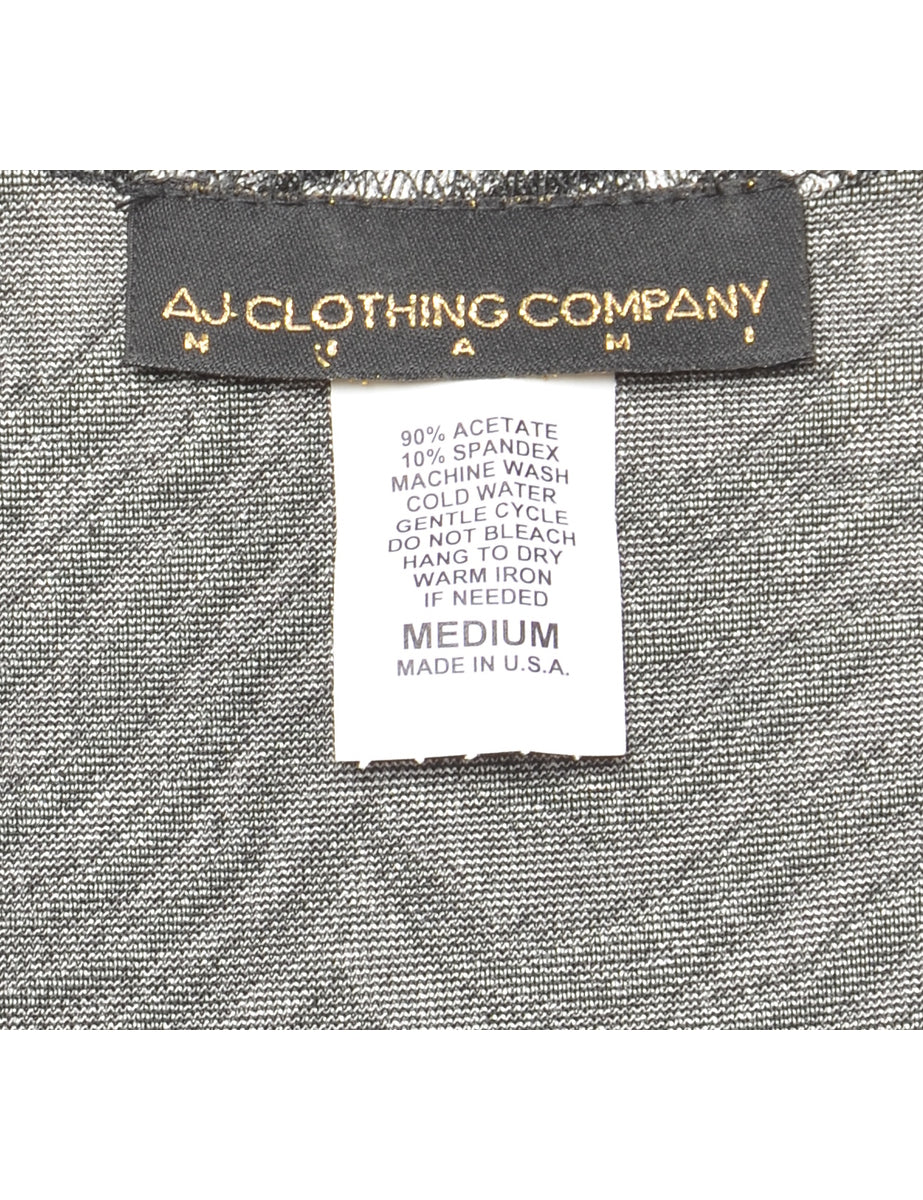 AJ. CLOTHING COMPANY
90% ACETATE
10% SPANDEX
MACHINE WASH
COLD WATER
GENTLE CYCLE
DO NOT BLEACH
HANG TO DRY
WARM IRON
IF NEEDED
MEDIUM
MADE IN U.S.A.